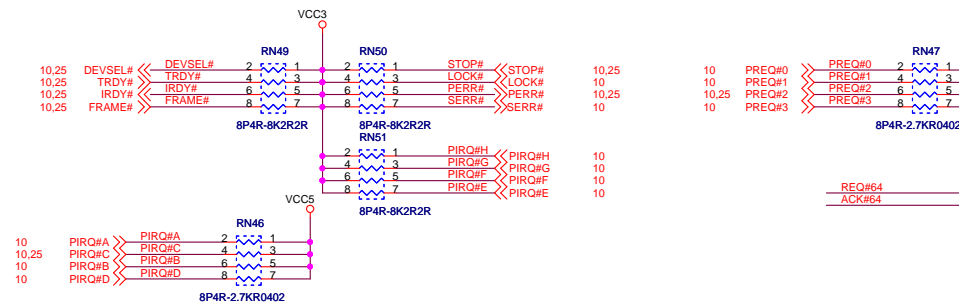 VCC3
RN49 RN50 RN47
10,25 DEVSEL# DEVSEL# 2 1 2 1 STOP# STOP# 10,25 10 PREQ#0 PREQ#0 2 1
10,25 TRDY# TRDY# 4 3 4 3 LOCK# LOCK# 10 10 PREQ#1 PREQ#1 4 3
10,25 IRDY# IRDY# 6 5 6 5 PERR# PERR# 10,25 10,25 PREQ#2 PREQ#2 6 5
10,25 FRAME# FRAME# 8 7 8 7 SERR# SERR# 10 10 PREQ#3 PREQ#3 8 7
8P4R-8K2R2R 8P4R-8K2R2R 8P4R-2.7KR0402
RN51
2 1 PIRQ#H PIRQ#H 10
4 3 PIRQ#G PIRQ#G 10
6 5 PIRQ#F PIRQ#F 10
8 7 PIRQ#E PIRQ#E 10
8P4R-8K2R2R
REQ#64
ACK#64
VCC5
RN46
10 PIRQ#A PIRQ#A 2 1
10,25 PIRQ#C PIRQ#C 4 3
10 PIRQ#B PIRQ#B 6 5
10 PIRQ#D PIRQ#D 8 7
8P4R-2.7KR0402